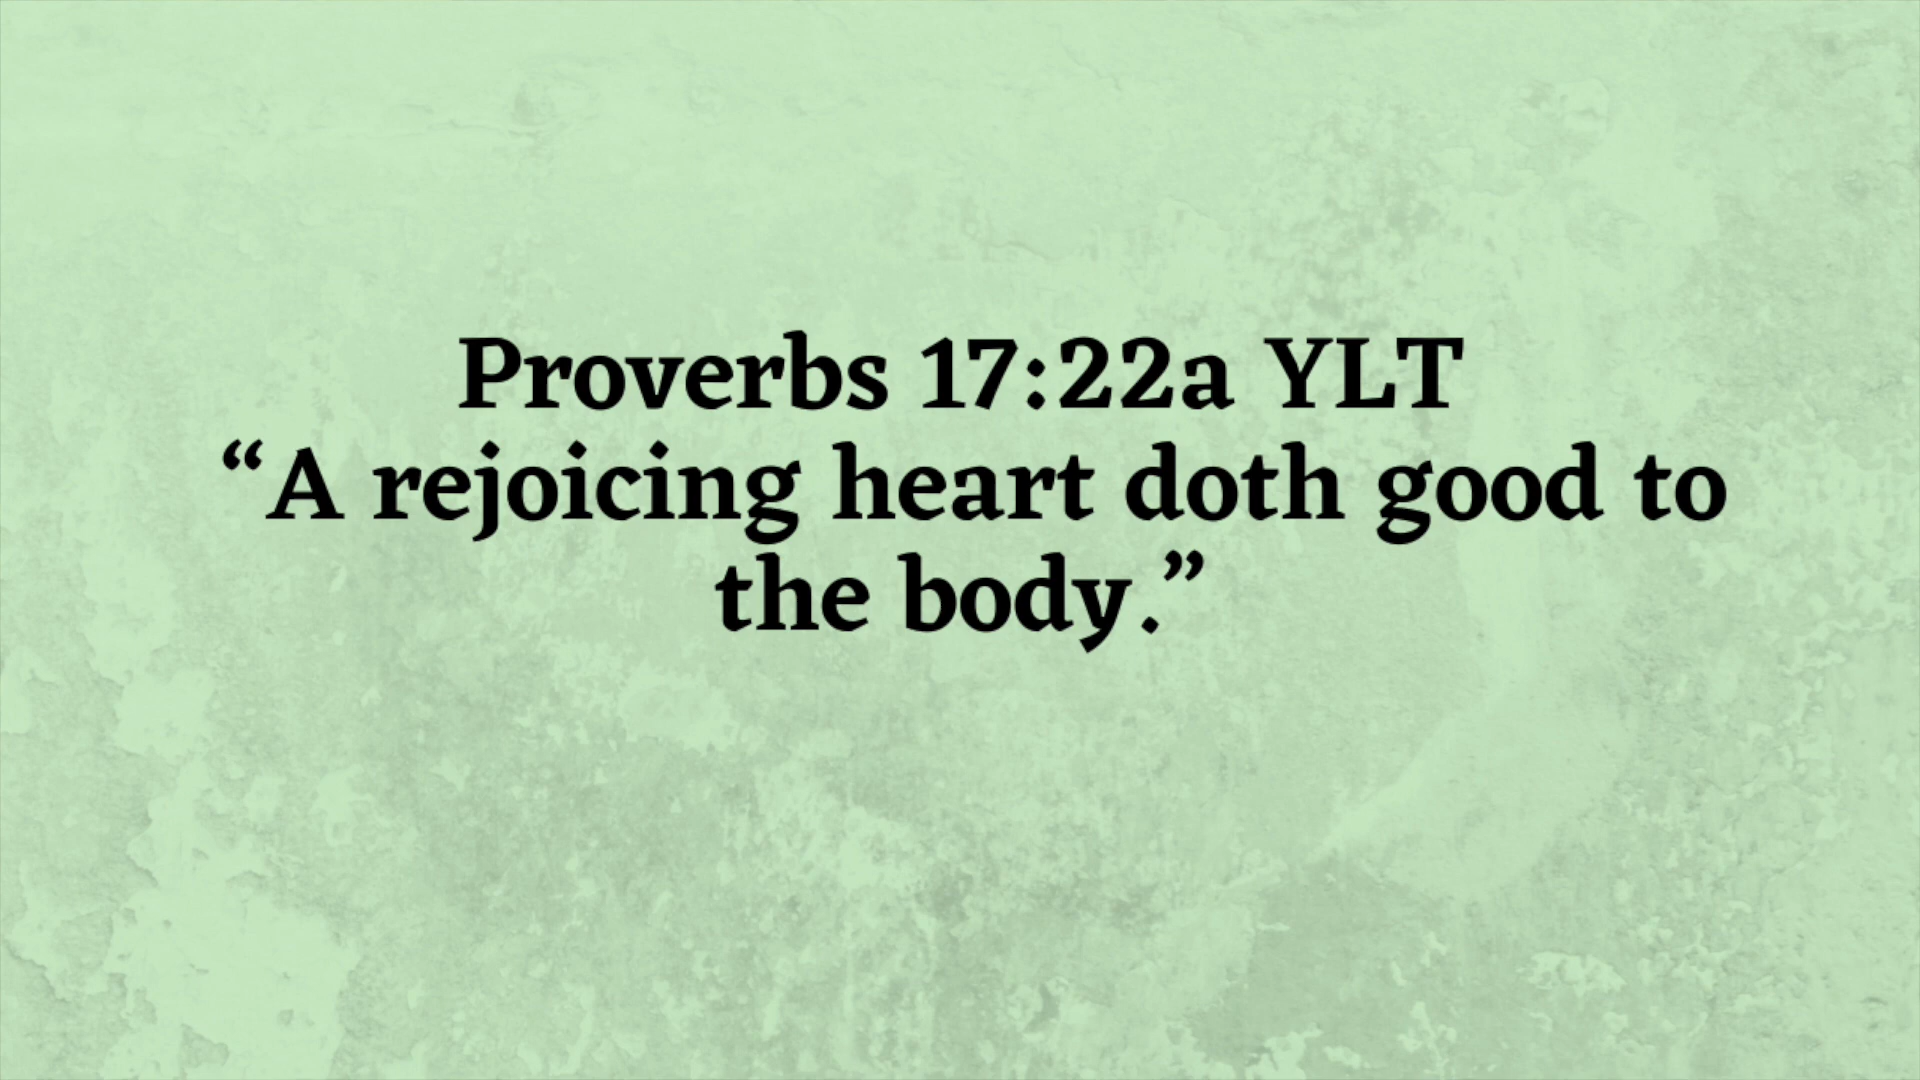 Proverbs 17:22a YLT
“A rejoicing heart doth good to
the body.”